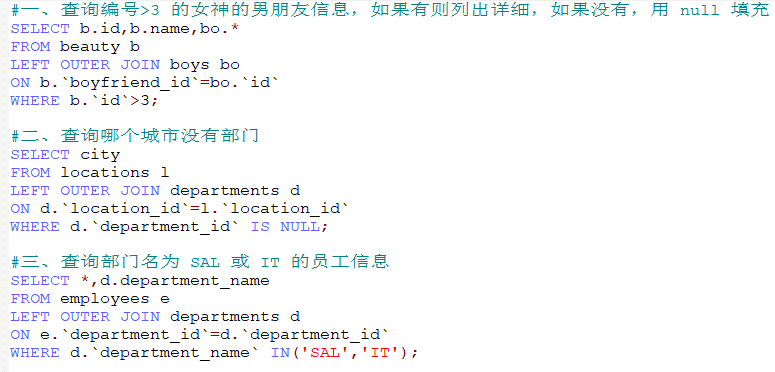 #一、查询编号>3 的女神的男朋友信息，如果有则列出详细，如果没有，用 null 填充
SELECT b.id,b.name,bo.*
FROM beauty b
LEFT OUTER JOIN boys bo
ON b.`boyfriend_id`=bo.`id`
WHERE b.`id`>3;
#二、查询哪个城市没有部门
SELECT city
FROM locations l
LEFT OUTER JOIN departments d
ON d.`location_id`=l.`location_id`
WHERE d.`department_id` IS NULL;
#三、查询部门名为 SAL 或 IT 的员工信息
SELECT *,d.department_name
FROM employees e
LEFT OUTER JOIN departments d
ON e.`department_id`=d.`department_id`
WHERE d.`department_name` IN('SAL','IT');